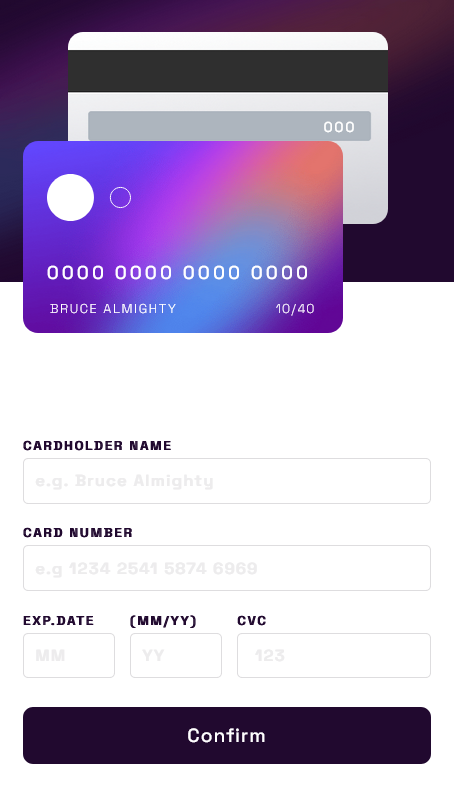 000
0000 0000 0000 0000
BRUCE ALMIGHTY 10/40
CARDHOLDER NAME
e.g. Bruce Almighty
CARD NUMBER
e.g 1234 2541 5874 6969
EXP.DATE (MM/YY) CVC
MM YY 123
Confirm